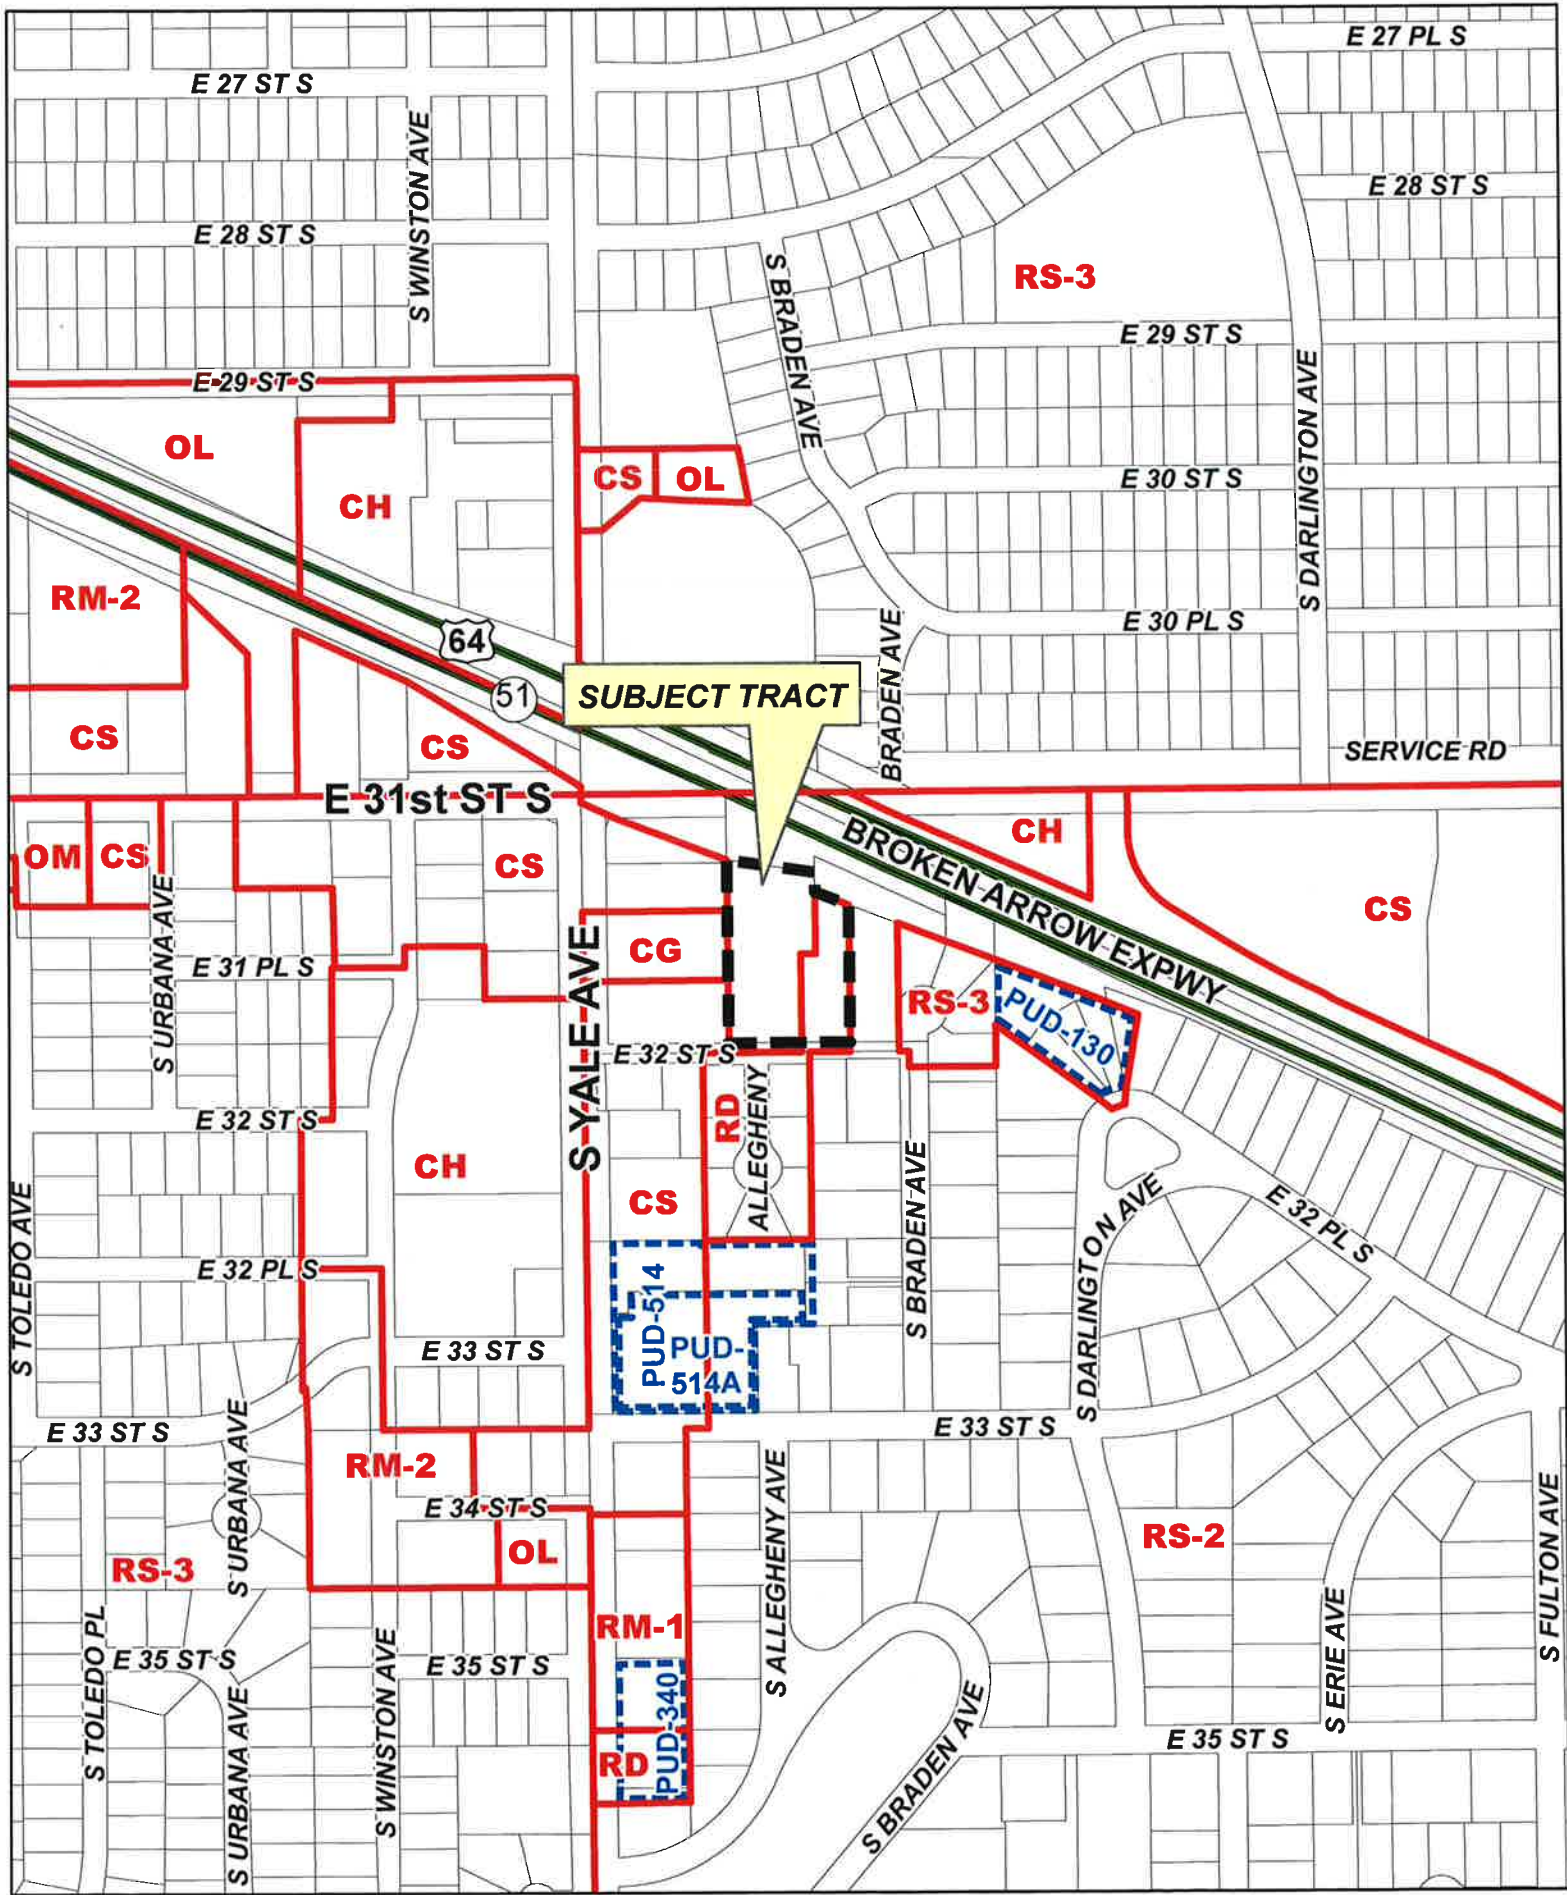 E 27 PL S
E 27 ST S
S WINSTON AVE
E 28 ST S
E 28 ST S
S BRADEN AVE
RS-3
E 29 ST S
E 29 ST S
S DARLINGTON AVE
OL
CH
CS
OL
E 30 ST S
RM-2
64
51
SUBJECT TRACT
BRADEN AVE
E 30 PL S
CS
CS
SERVICE RD
E 31st ST S
BROKEN ARROW EXPWY
CH
OM
CS
CS
CS
S URBANA AVE
E 31 PL S
S YALE AVE
CG
RS-3
PUD-130
E 32 ST S
RD
ALLEGHENY
E 32 ST S
CH
CS
S BRADEN AVE
S DARLINGTON AVE
E 32 PL S
S TOLEDO AVE
E 32 PL S
PUD-514
PUD-
514A
E 33 ST S
E 33 ST S
E 33 ST S
S URBANA AVE
RM-2
E 34 ST S
OL
RS-3
S ALLEGHENY AVE
RS-2
S ERIE AVE
S FULTON AVE
RM-1
S TOLEDO PL
E 35 ST S
S URBANA AVE
S WINSTON AVE
E 35 ST S
PUD-340
RD
S BRADEN AVE
E 35 ST S